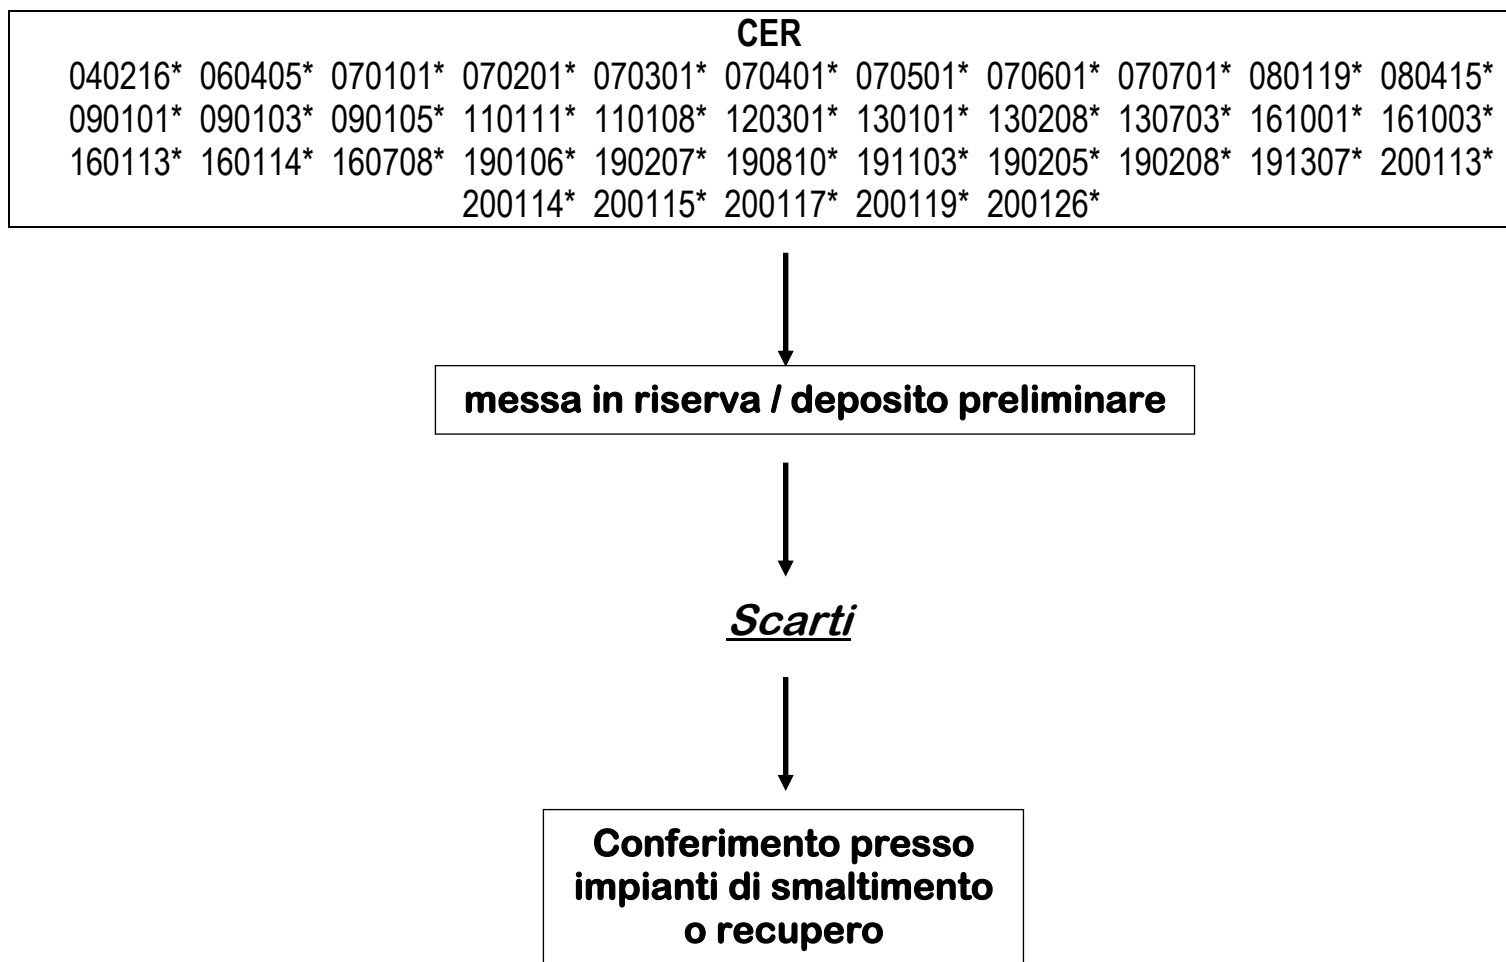 CER
040216* 060405* 070101* 070201* 070301* 070401* 070501* 070601* 070701* 080119* 080415*
090101* 090103* 090105* 110111* 110108* 120301* 130101* 130208* 130703* 161001* 161003*
160113* 160114* 160708* 190106* 190207* 190810* 191103* 190205* 190208* 191307* 200113*
200114* 200115* 200117* 200119* 200126*
messa in riserva / deposito preliminare
Scarti
Conferimento presso
impianti di smaltimento
o recupero